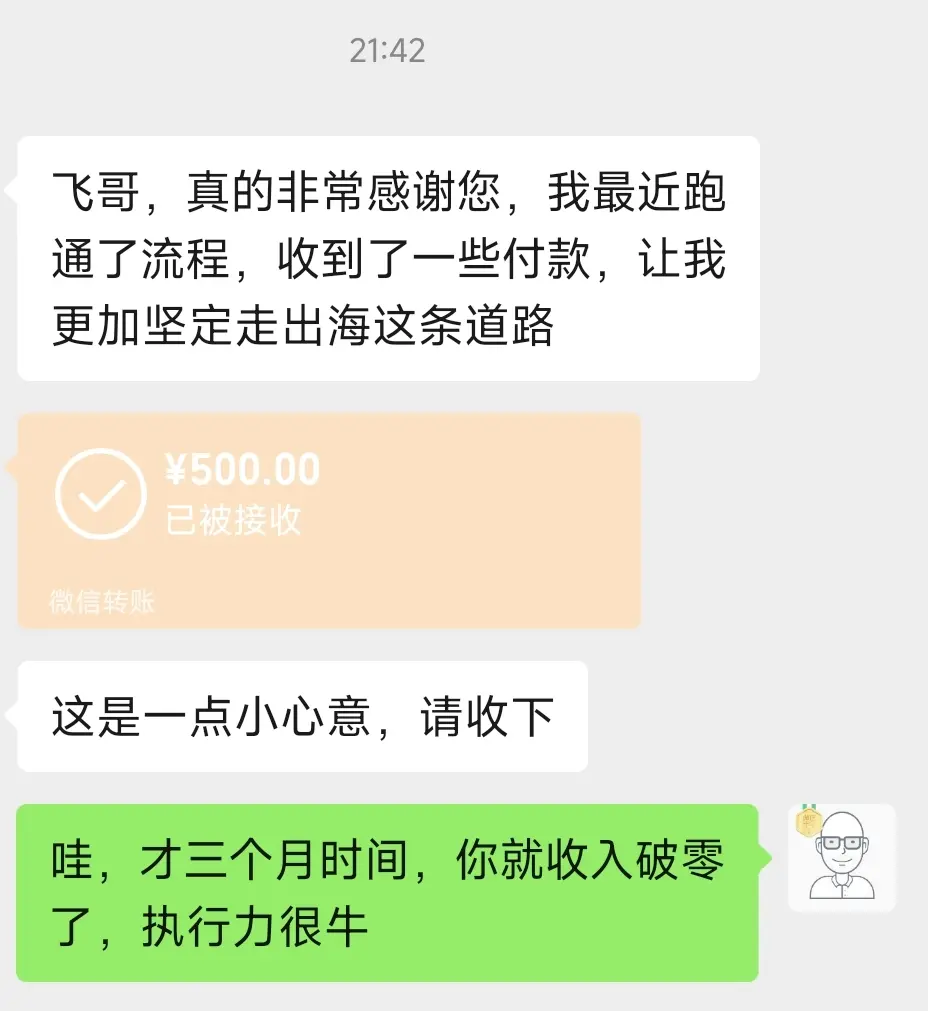 21:42
飞哥，真的非常感谢您，我最近跑
通了流程，收到了一些付款，让我
更加坚定走出海这条道路
¥500.00
已被接收
微信转账
这是一点小心意，请收下
哇，才三个月时间，你就收入破零
了，执行力很牛